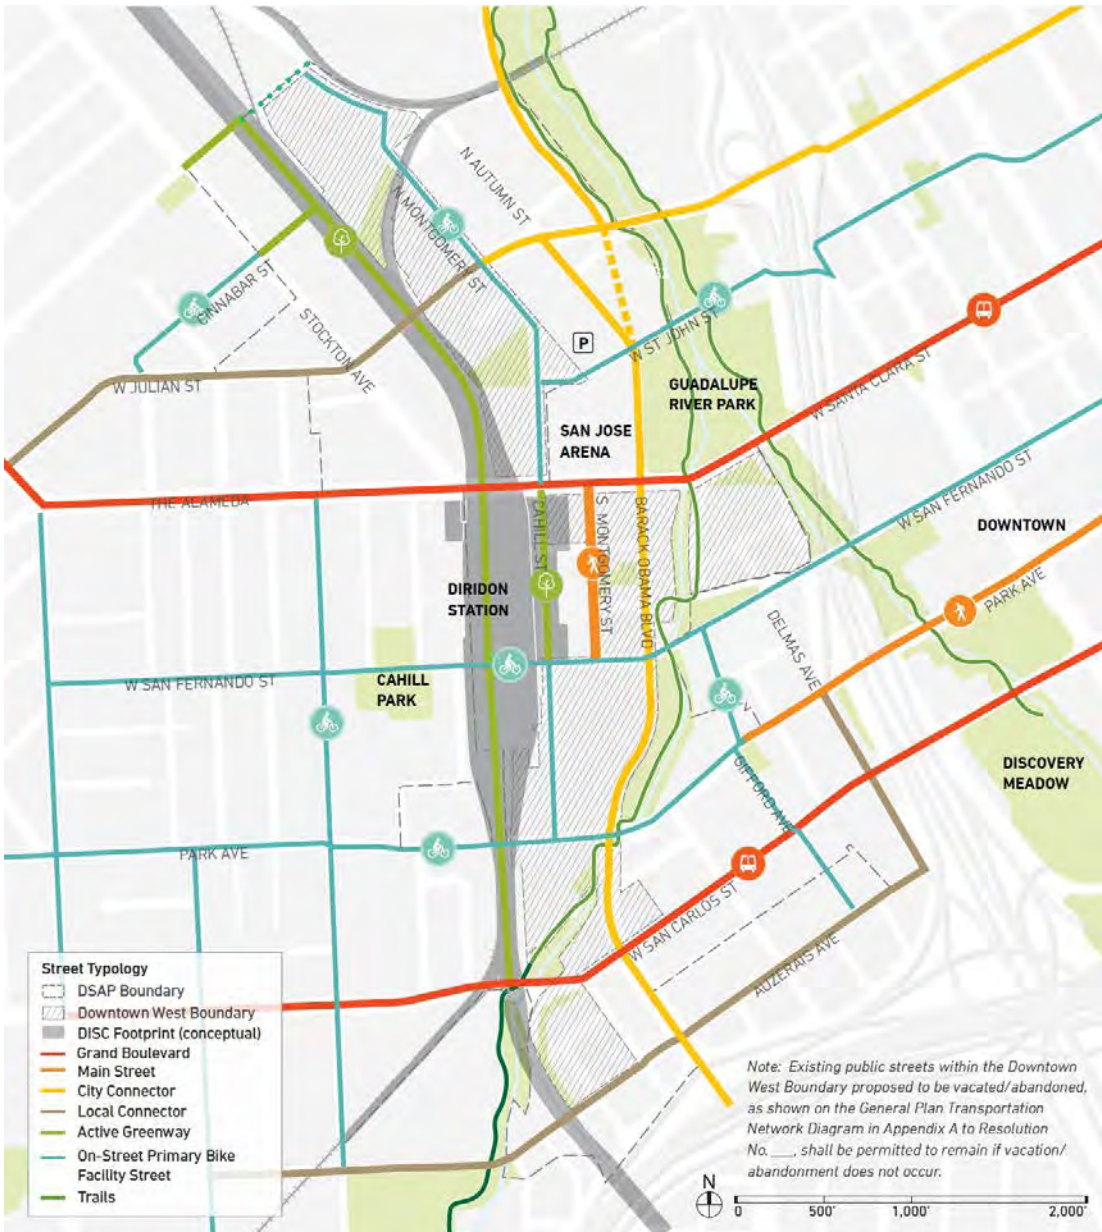 N AUTUMN ST
N MONTGOMERY ST
CINNABAR ST
STOCKTON AVE
W JULIAN ST
P
W ST JOHN ST
GUADALUPE
RIVER PARK
W SANTA CLARA ST
SAN JOSE
ARENA
THE ALAMEDA
CAHILL ST
S MONTGOMERY ST
BARACK OBAMA BLVD
W SAN FERNANDO ST
DOWNTOWN
PARK AVE
DIRIDON
STATION
DELMAS AVE
W SAN FERNANDO ST
CAHILL
PARK
GIFFORD AVE
DISCOVERY
MEADOW
PARK AVE
W SAN CARLOS ST
AUZERAIS AVE
Street Typology
DSAP Boundary
Downtown West Boundary
DISC Footprint (conceptual)
Grand Boulevard
Main Street
City Connector
Local Connector
Active Greenway
On-Street Primary Bike
Facility Street
Trails
Note: Existing public streets within the Downtown
West Boundary proposed to be vacated/abandoned,
as shown on the General Plan Transportation
Network Diagram in Appendix A to Resolution
No. ___, shall be permitted to remain if vacation/
abandonment does not occur.
N
0 500' 1,000' 2,000'